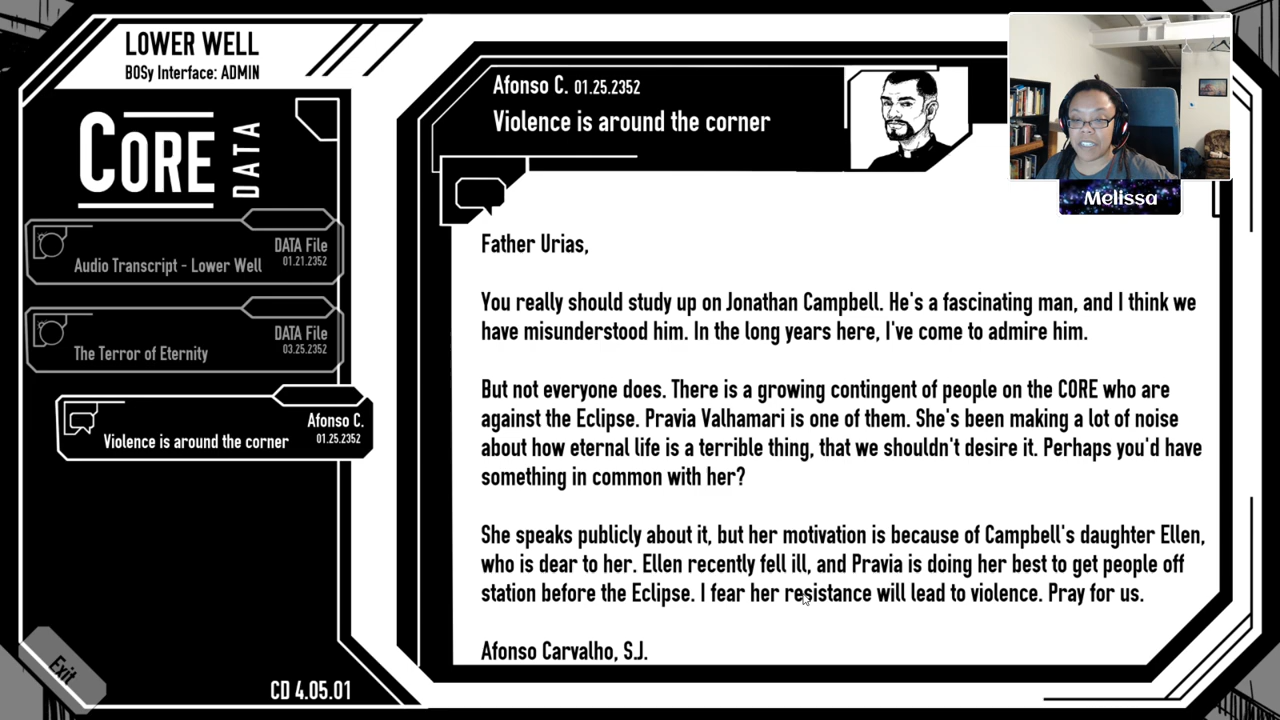 LOWER WELL
BOSy Interface: ADMIN
CORE DATA
DATA File
01.21.2352
Audio Transcript - Lower Well
DATA File
03.25.2352
The Terror of Eternity
Afonso C.
01.25.2352
Violence is around the corner
Exit
CD 4.05.01
Afonso C. 01.25.2352
Violence is around the corner
Melissa
Father Urias,
You really should study up on Jonathan Campbell. He's a fascinating man, and I think we
have misunderstood him. In the long years here, I've come to admire him.
But not everyone does. There is a growing contingent of people on the CORE who are
against the Eclipse. Pravia Valhamari is one of them. She's been making a lot of noise
about how eternal life is a terrible thing, that we shouldn't desire it. Perhaps you'd have
something in common with her?
She speaks publicly about it, but her motivation is because of Campbell's daughter Ellen,
who is dear to her. Ellen recently fell ill, and Pravia is doing her best to get people off
station before the Eclipse. I fear her resistance will lead to violence. Pray for us.
Afonso Carvalho, S.J.